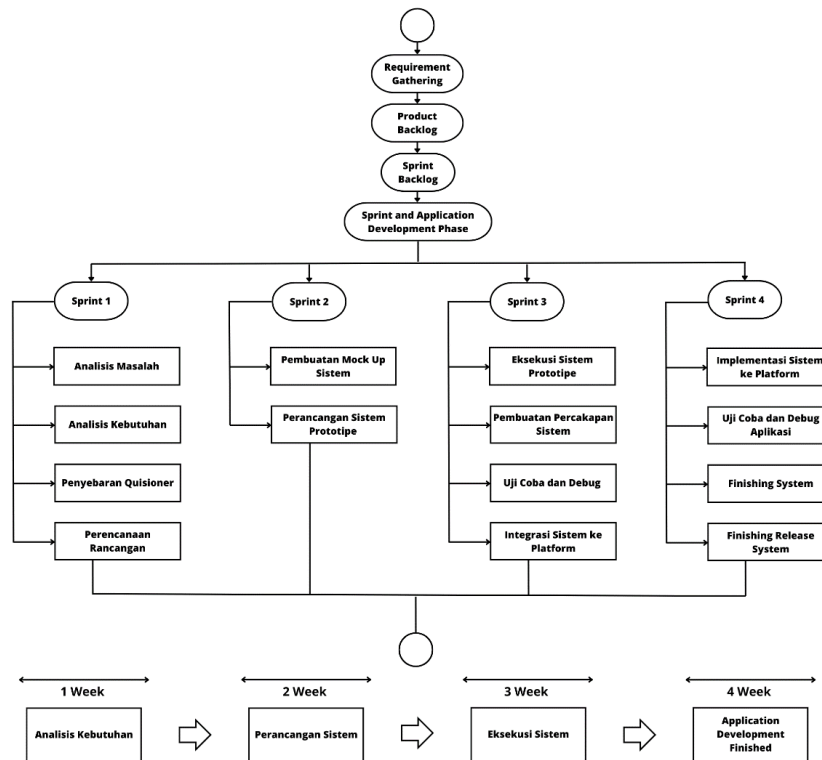 Requirement
Gathering
Product
Backlog
Sprint
Backlog
Sprint and Application
Development Phase
Sprint 1
Sprint 2
Sprint 3
Sprint 4
Analisis Masalah
Analisis Kebutuhan
Penyebaran Quisioner
Perencanaan
Rancangan
Pembuatan Mock Up
Sistem
Perancangan Sistem
Prototipe
Eksekusi Sistem
Prototipe
Pembuatan Percakapan
Sistem
Uji Coba dan Debug
Integrasi Sistem ke
Platform
Implementasi Sistem
ke Platform
Uji Coba dan Debug
Aplikasi
Finishing System
Finishing Release
System
1 Week
2 Week
3 Week
4 Week
Analisis Kebutuhan
Perancangan Sistem
Eksekusi Sistem
Application
Development
Finished